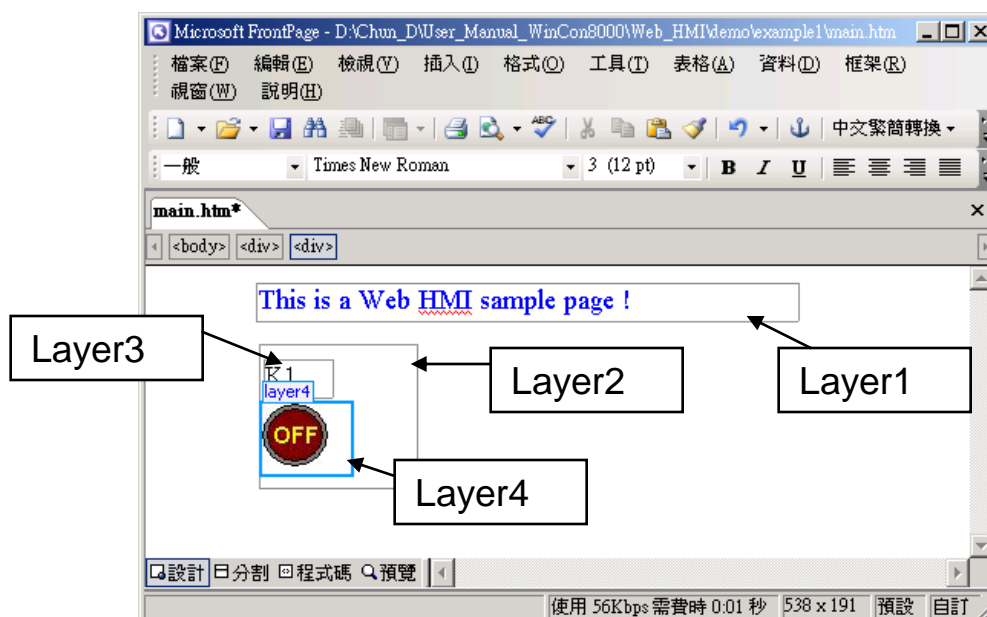 Microsoft FrontPage - D:\Chun_D\User_Manual_WinCon8000\Web_HMI\demo\example1\main.htm
檔案(F) 編輯(E) 檢視(V) 插入(I) 格式(O) 工具(T) 表格(A) 資料(D) 框架(R)
視窗(W) 說明(H)
ABC 中文繁簡轉換
一般 Times New Roman 3 (12 pt) B I U
main.htm*
<body> <div> <div>
This is a Web HMI sample page !
Layer3
K1
layer4
OFF
Layer2
Layer1
Layer4
設計 分割 程式碼 預覽
使用 56Kbps 需費時 0:01 秒 538 x 191 預設 自訂